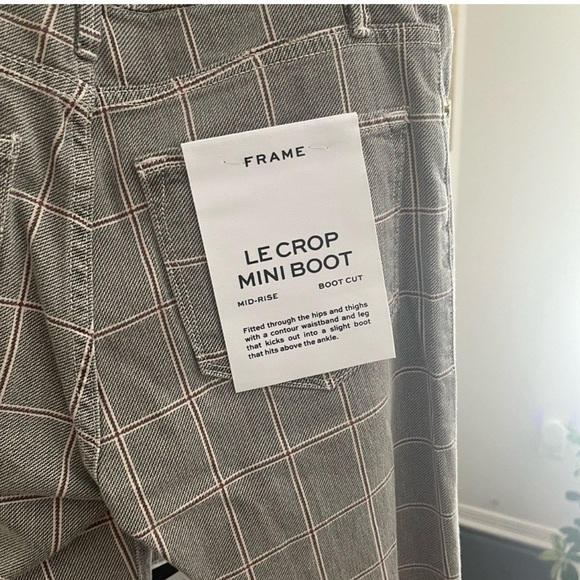 FRAME
LE CROP
MINI BOOT
MID-RISE BOOT CUT
Fitted through the hips and thighs
with a contour waistband and leg
that kicks out into a slight boot
that hits above the ankle.